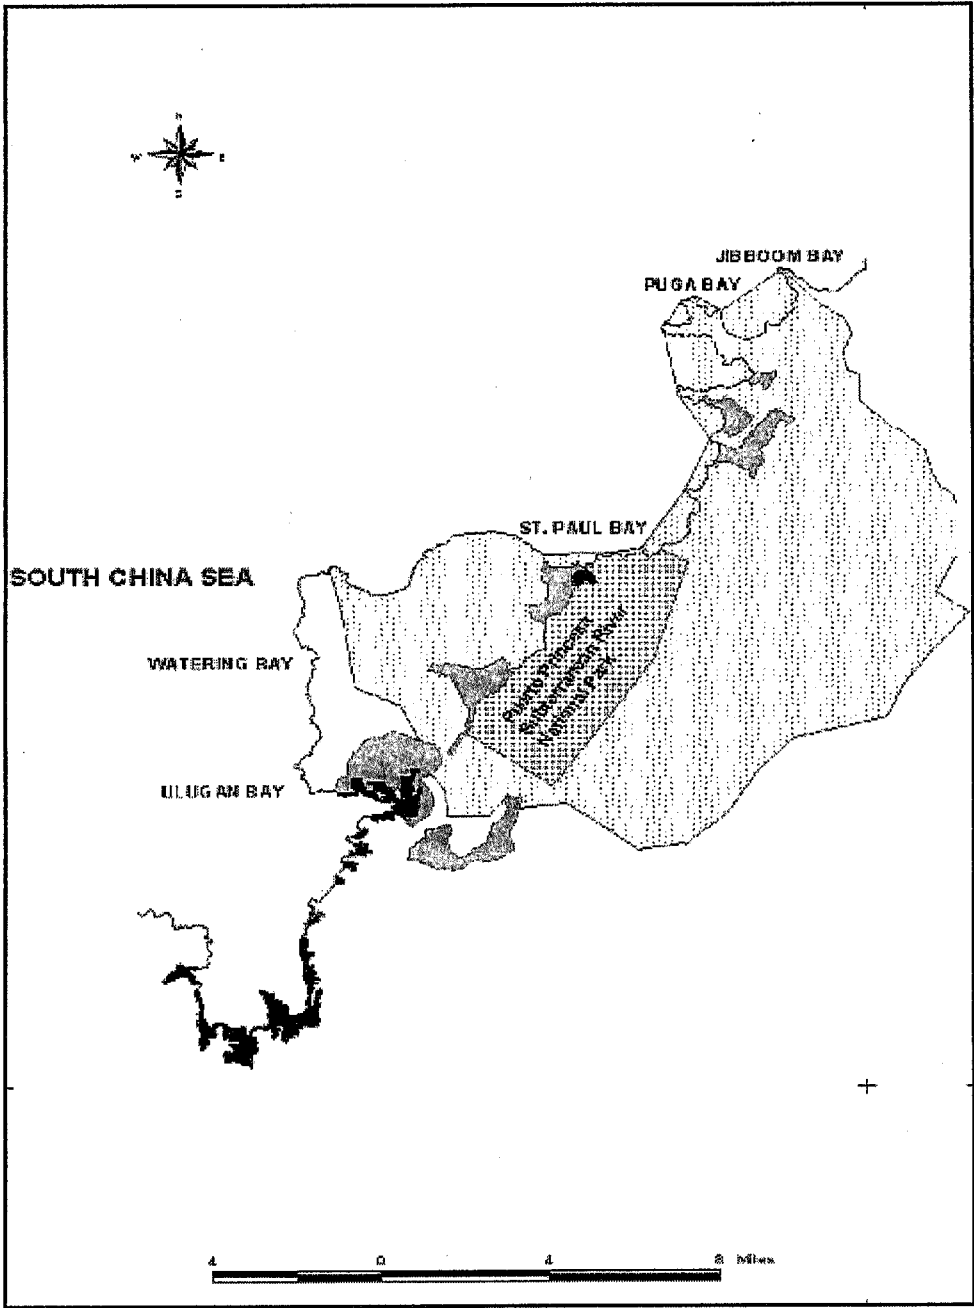 N
W E
S
JIBBOOM BAY
PUGA BAY
ST. PAUL BAY
SOUTH CHINA SEA
Puerto Princesa
Subterranean River
National Park
WATERING BAY
ULUGAN BAY
4 0 4 8 Miles